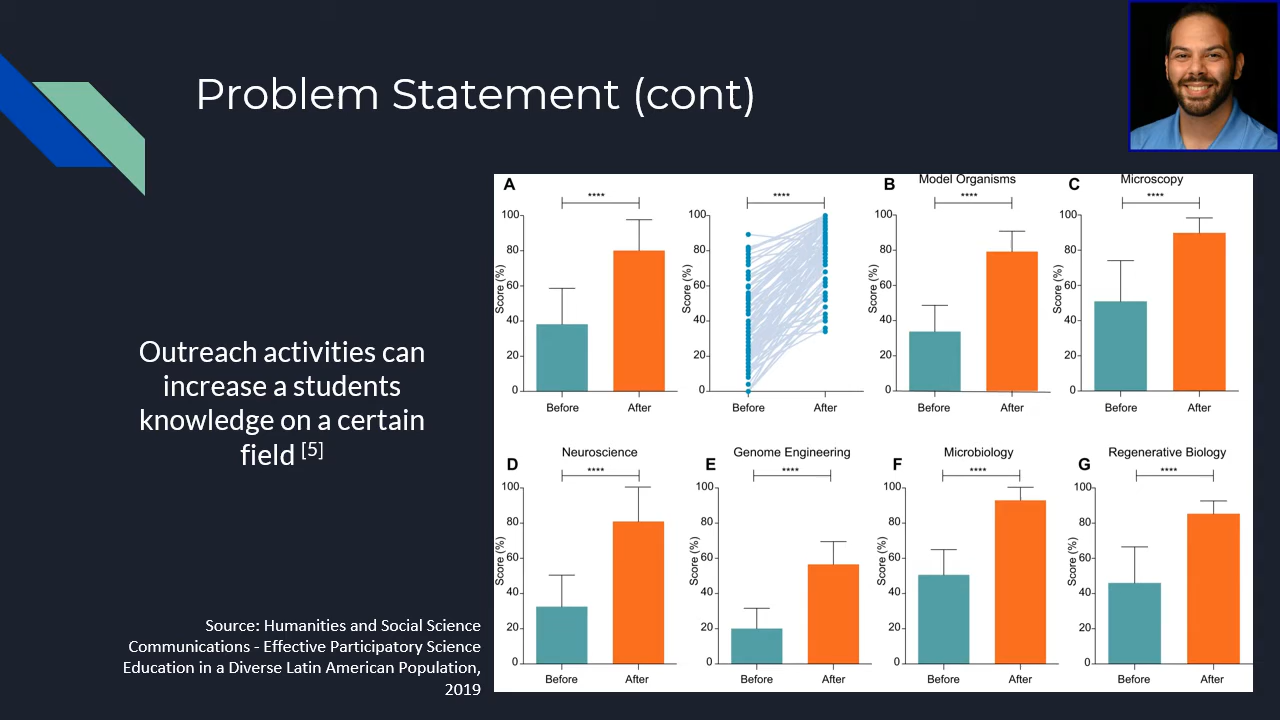 Problem Statement (cont)
Outreach activities can
increase a students
knowledge on a certain
field [5]
Source: Humanities and Social Science
Communications - Effective Participatory Science
Education in a Diverse Latin American Population,
2019
A
****
100
80
60
40
20
0
Score (%)
Before
After
****
100
80
60
40
20
0
Score (%)
Before
After
B
Model Organisms
****
100
80
60
40
20
0
Score (%)
Before
After
C
Microscopy
****
100
80
60
40
20
0
Score (%)
Before
After
D
Neuroscience
****
100
80
60
40
20
0
Score (%)
Before
After
E
Genome Engineering
****
100
80
60
40
20
0
Score (%)
Before
After
F
Microbiology
****
100
80
60
40
20
0
Score (%)
Before
After
G
Regenerative Biology
****
100
80
60
40
20
0
Score (%)
Before
After